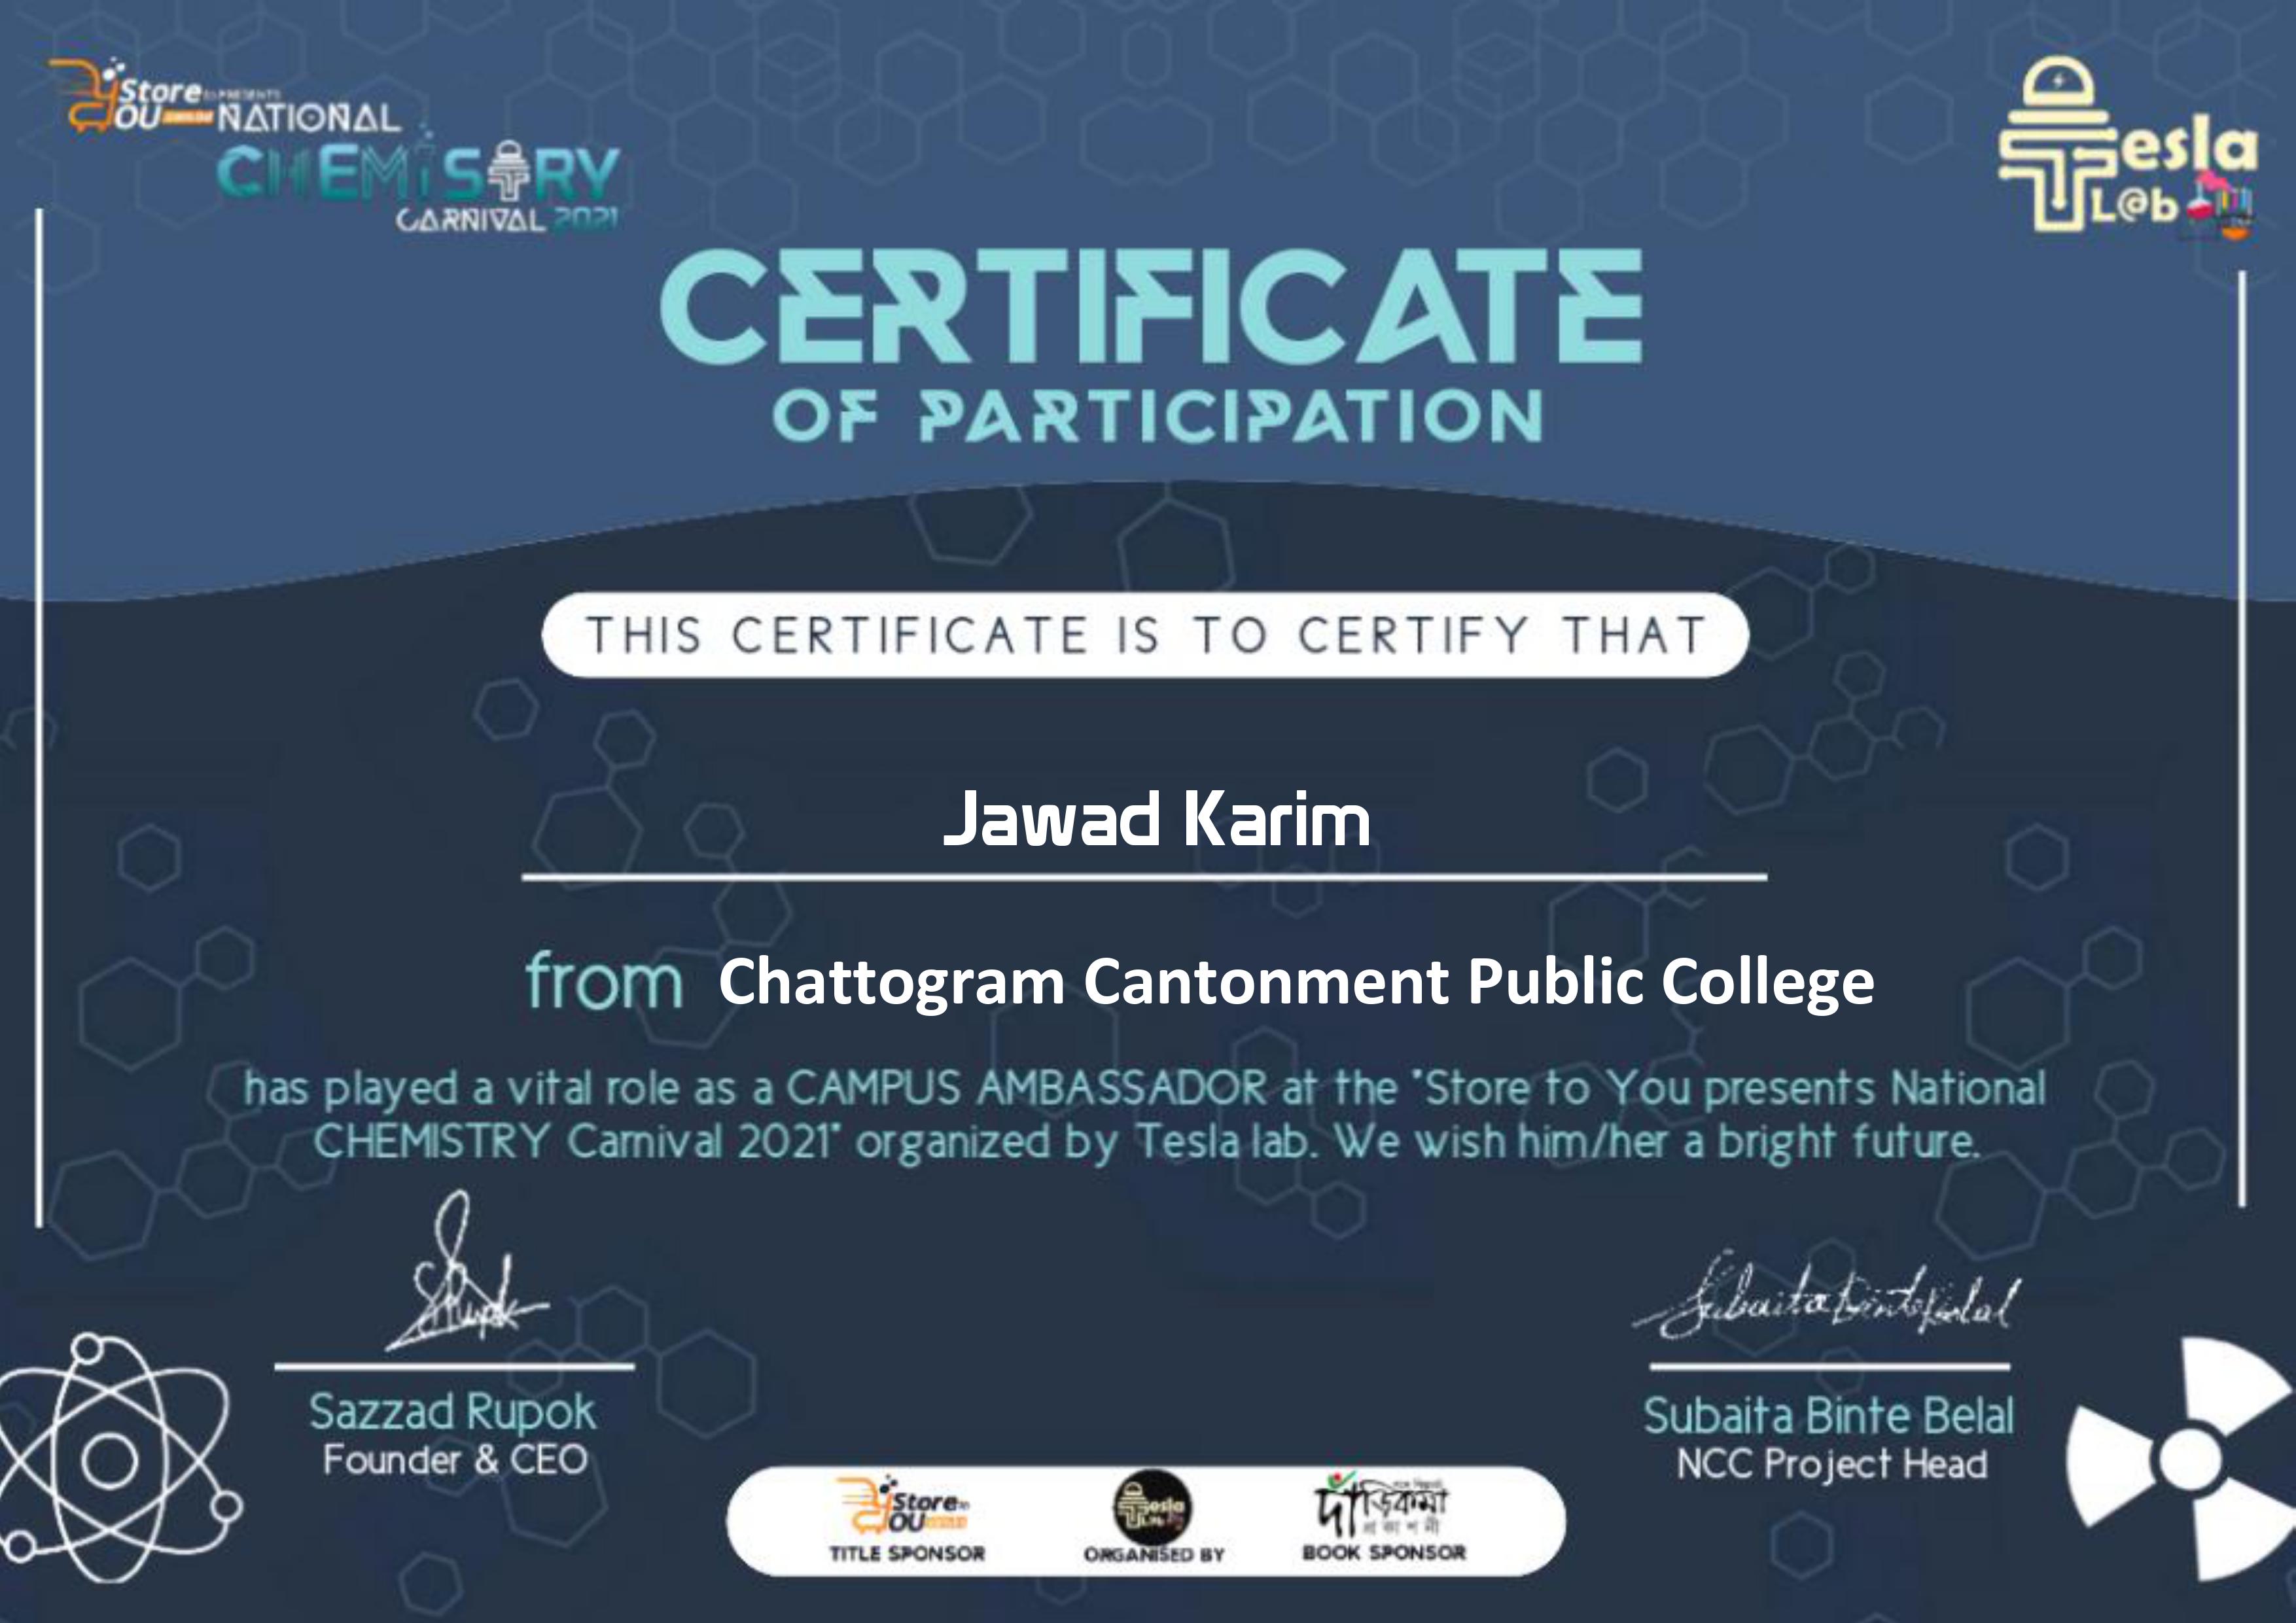 Store to PRESENTS
YOU NATIONAL
CHEMISTRY
CARNIVAL 2021
Tesla
L@b
CERTIFICATE
OF PARTICIPATION
THIS CERTIFICATE IS TO CERTIFY THAT
Jawad Karim
from Chattogram Cantonment Public College
has played a vital role as a CAMPUS AMBASSADOR at the "Store to You presents National
CHEMISTRY Carnival 2021" organized by Tesla lab. We wish him/her a bright future.
Subaita Binte Belal
Sazzad Rupok
Founder & CEO
Subaita Binte Belal
NCC Project Head
Store to
YOU
TITLE SPONSOR
Tesla
L@b
ORGANISED BY
দাঁড়িকমা
প্রকাশনী
BOOK SPONSOR